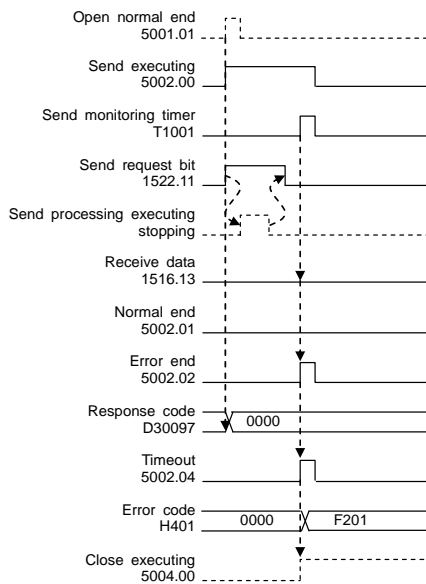 Open normal end
5001.01
Send executing
5002.00
Send monitoring timer
T1001
Send request bit
1522.11
Send processing executing
stopping
Receive data
1516.13
Normal end
5002.01
Error end
5002.02
Response code
D30097
0000
Timeout
5002.04
Error code
H401
0000
F201
Close executing
5004.00